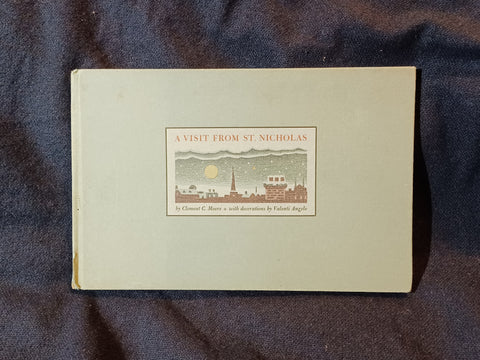 A VISIT FROM ST. NICHOLAS
by Clement C. Moore & with decorations by Valenti Angelo